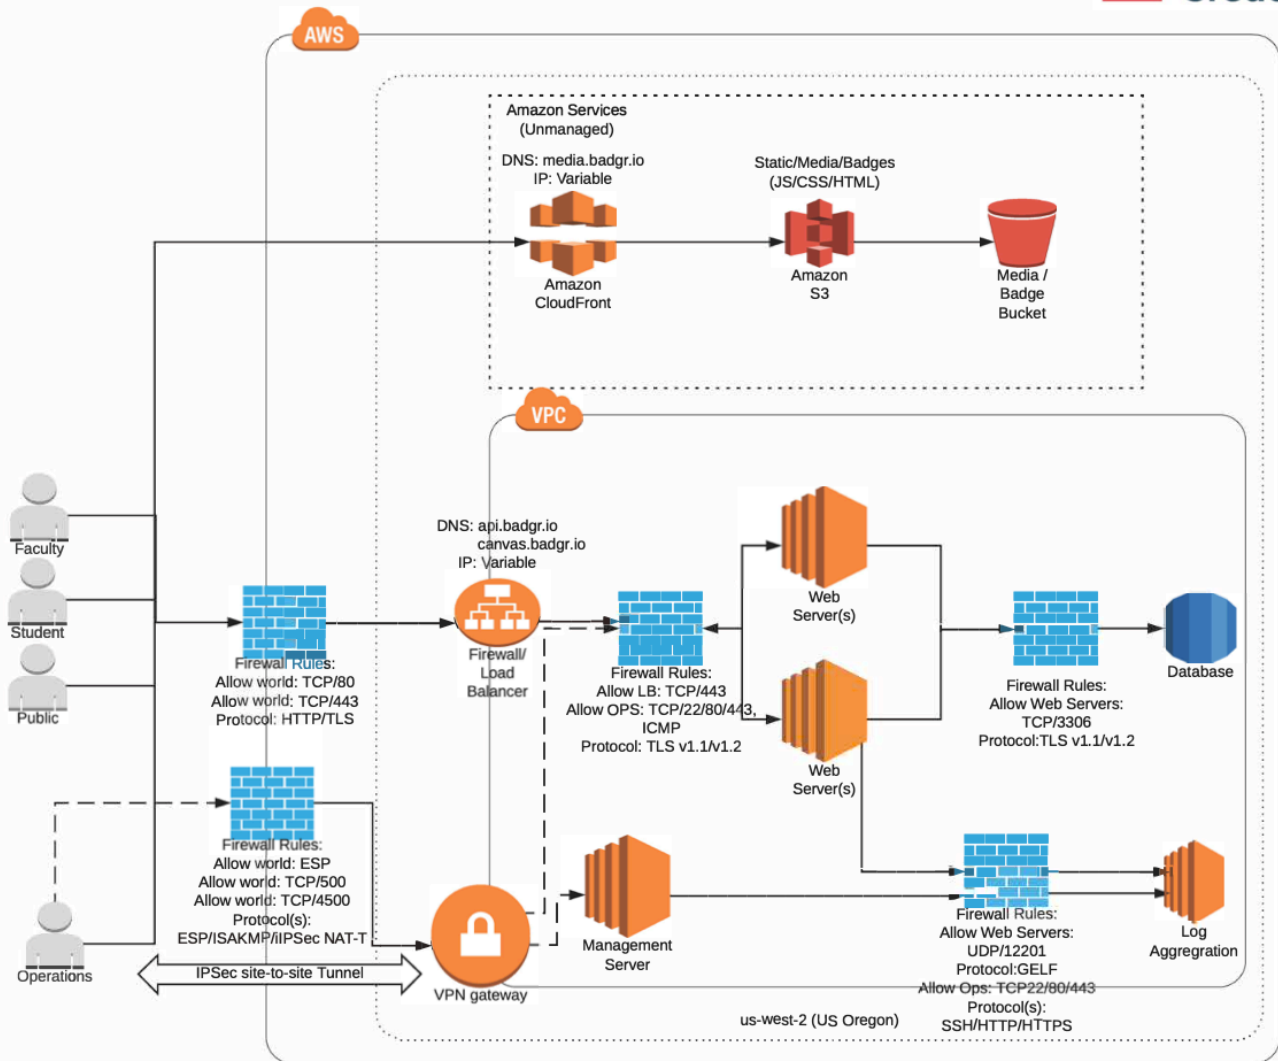 AWS
Amazon Services
(Unmanaged)
DNS: media.badgr.io
IP: Variable
Static/Media/Badges
(JS/CSS/HTML)
Amazon
CloudFront
Amazon
S3
Media /
Badge
Bucket
VPC
Faculty
Student
Public
Operations
DNS: api.badgr.io
canvas.badgr.io
IP: Variable
Firewall/
Load
Balancer
Firewall Rules:
Allow world: TCP/80
Allow world: TCP/443
Protocol: HTTP/TLS
Firewall Rules:
Allow LB: TCP/443
Allow OPS: TCP/22/80/443,
ICMP
Protocol: TLS v1.1/v1.2
Web
Server(s)
Web
Server(s)
Firewall Rules:
Allow Web Servers:
TCP/3306
Protocol:TLS v1.1/v1.2
Database
Firewall Rules:
Allow world: ESP
Allow world: TCP/500
Allow world: TCP/4500
Protocol(s):
ESP/ISAKMP/iIPSec NAT-T
IPSec site-to-site Tunnel
VPN gateway
Management
Server
Firewall Rules:
Allow Web Servers:
UDP/12201
Protocol:GELF
Allow Ops: TCP22/80/443
Protocol(s):
SSH/HTTP/HTTPS
Log
Aggregration
us-west-2 (US Oregon)